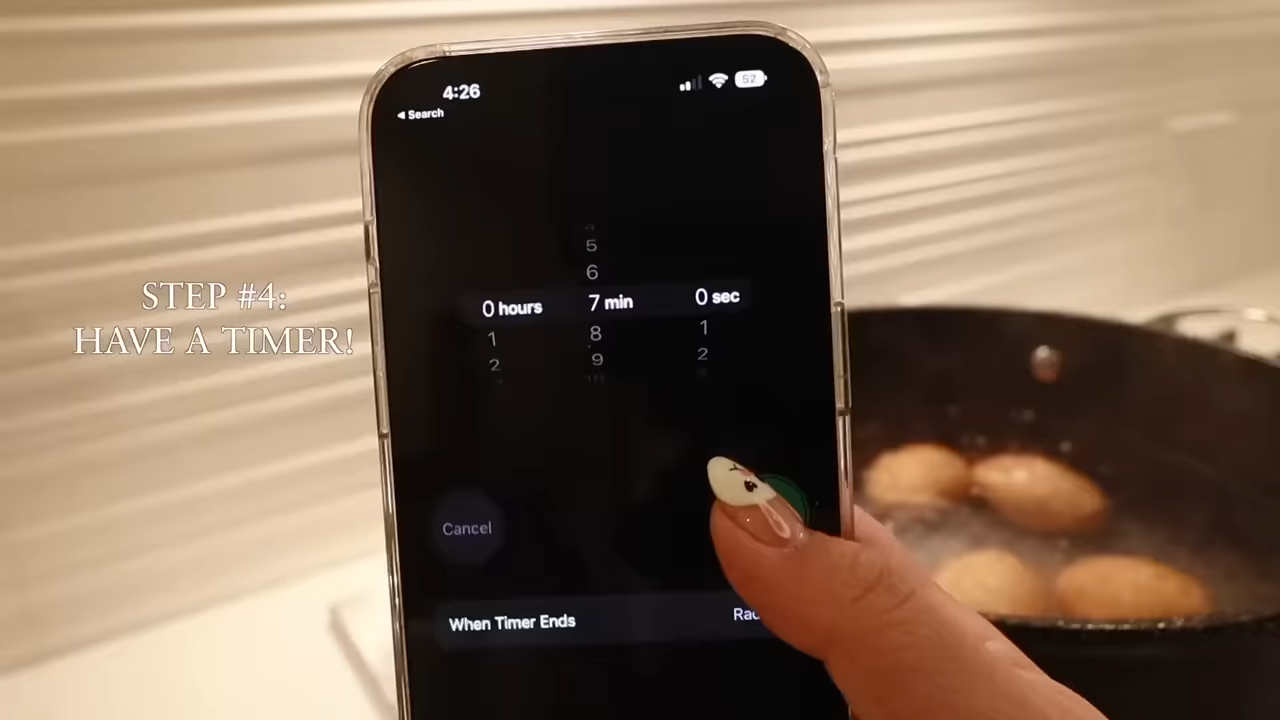 4:26
52
◀ Search
5
6
0 hours 7 min 0 sec
1 8 1
2 9 2
STEP #4:
HAVE A TIMER!
Cancel
When Timer Ends